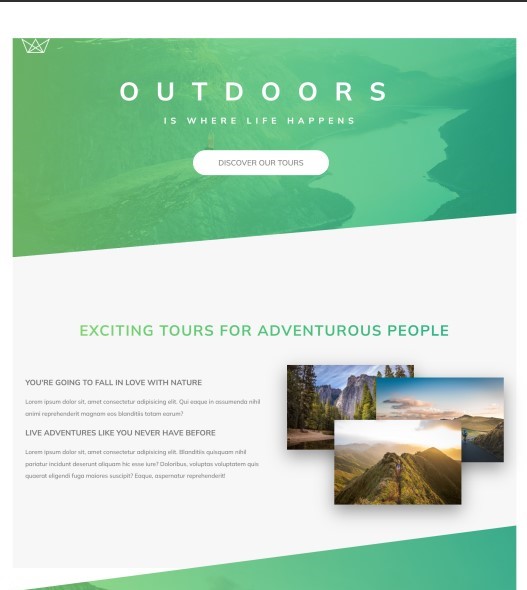 OUTDOORS
IS WHERE LIFE HAPPENS
DISCOVER OUR TOURS
EXCITING TOURS FOR ADVENTUROUS PEOPLE
YOU'RE GOING TO FALL IN LOVE WITH NATURE
Lorem ipsum dolor sit, amet consectetur adipisicing elit. Qui eaque in assumenda nihil
animi reprehenderit magnam eos blanditiis totam earum?
LIVE ADVENTURES LIKE YOU NEVER HAVE BEFORE
Lorem ipsum dolor sit, amet consectetur adipisicing elit. Blanditiis quisquam nihil
pariatur incidunt deserunt aliquam hic esse iure? Doloribus, voluptas voluptatem quis
quaerat eligendi fuga maiores suscipit? Eaque, aspernatur reprehenderit!